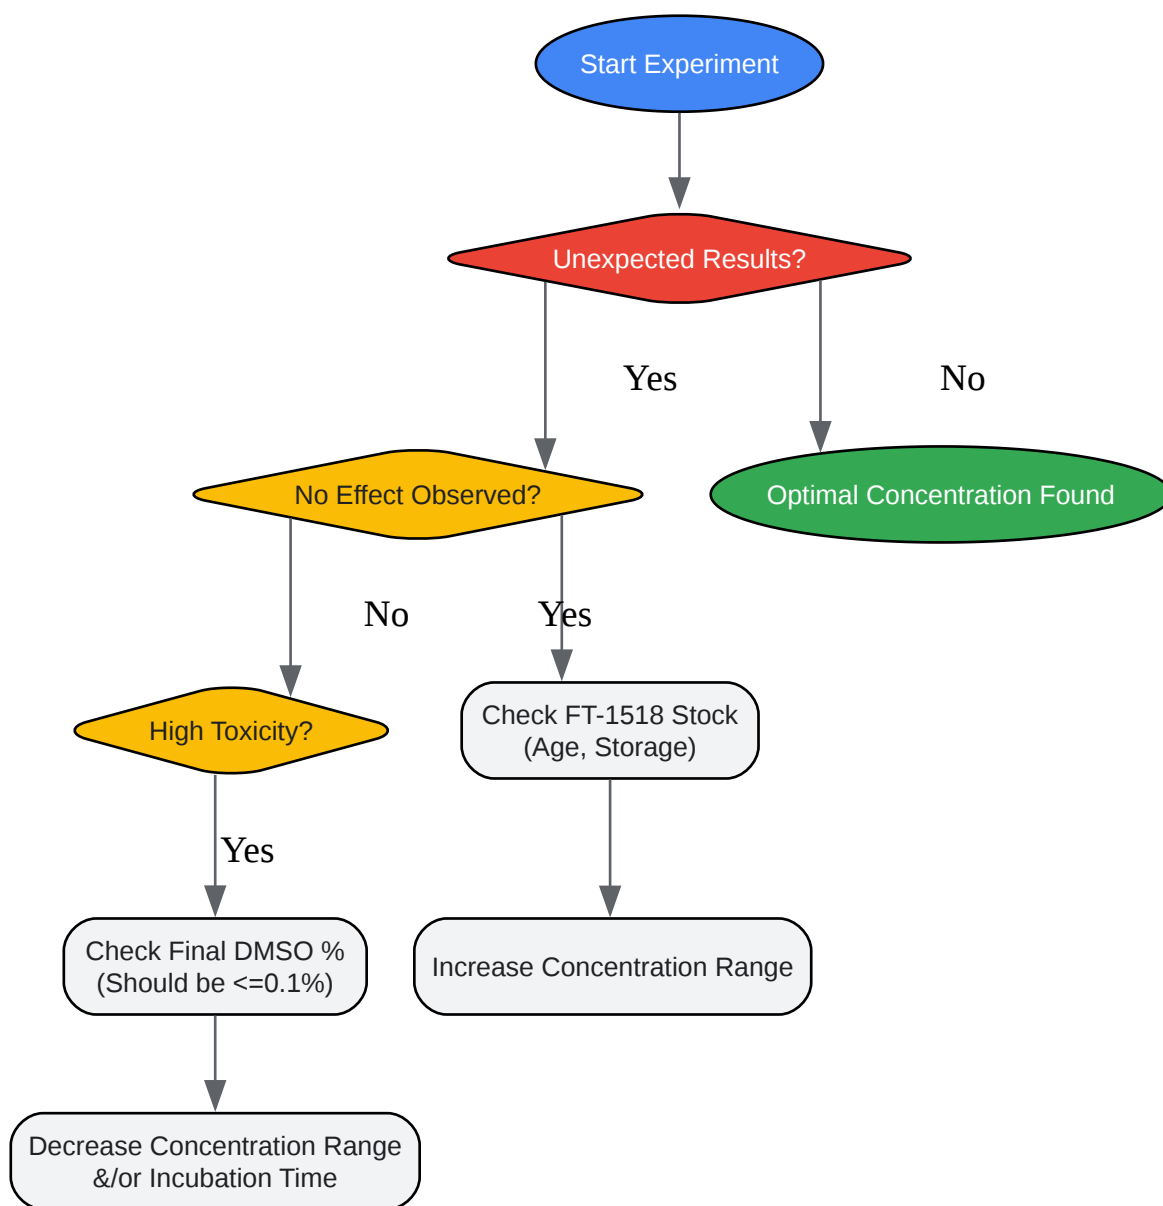 Start Experiment
Unexpected Results?
Yes
No
No Effect Observed?
Optimal Concentration Found
No
Yes
High Toxicity?
Check FT-1518 Stock
(Age, Storage)
Yes
Check Final DMSO %
(Should be <=0.1%)
Increase Concentration Range
Decrease Concentration Range
&/or Incubation Time